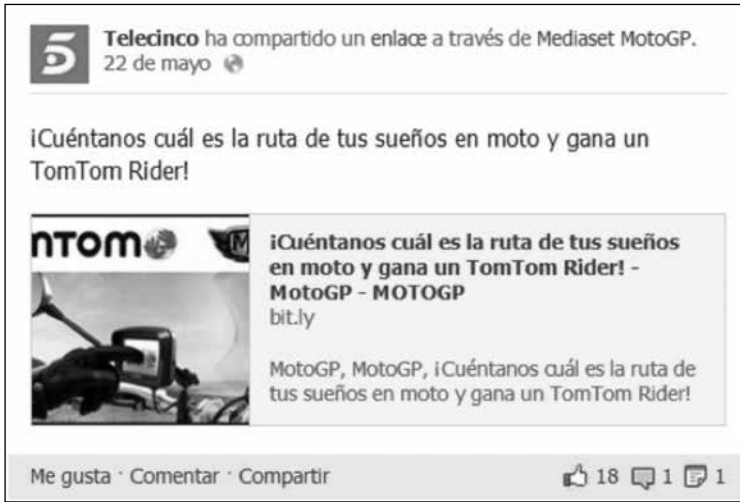 5
Telecinco ha compartido un enlace a través de Mediaset MotoGP.
22 de mayo
¡Cuéntanos cuál es la ruta de tus sueños en moto y gana un
TomTom Rider!
NTOM
M
¡Cuéntanos cuál es la ruta de tus sueños
en moto y gana un TomTom Rider! -
MotoGP - MOTOGP
bit.ly
MotoGP, MotoGP, ¡Cuéntanos cuál es la ruta de
tus sueños en moto y gana un TomTom Rider!
Me gusta · Comentar · Compartir 18 1 1